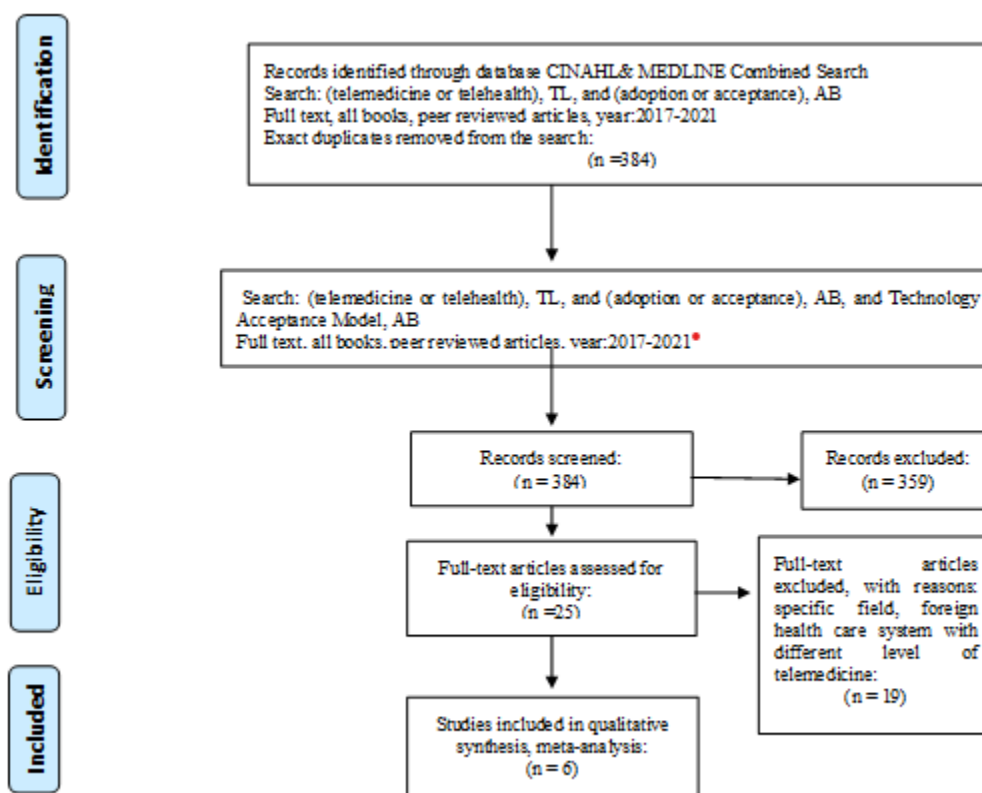 Identification
Records identified through database CINAHL& MEDLINE Combined Search
Search: (telemedicine or telehealth), TL, and (adoption or acceptance), AB
Full text, all books, peer reviewed articles, year:2017-2021
Exact duplicates removed from the search:
(n =384)
Screening
Search: (telemedicine or telehealth), TL, and (adoption or acceptance), AB, and Technology
Acceptance Model, AB
Full text, all books, peer reviewed articles, year:2017-2021
Records screened:
(n = 384)
Records excluded:
(n = 359)
Eligibility
Full-text articles assessed for
eligibility:
(n =25)
Full-text articles
excluded, with reasons:
specific field, foreign
health care system with
different level of
telemedicine:
(n = 19)
Included
Studies included in qualitative
synthesis, meta-analysis:
(n = 6)